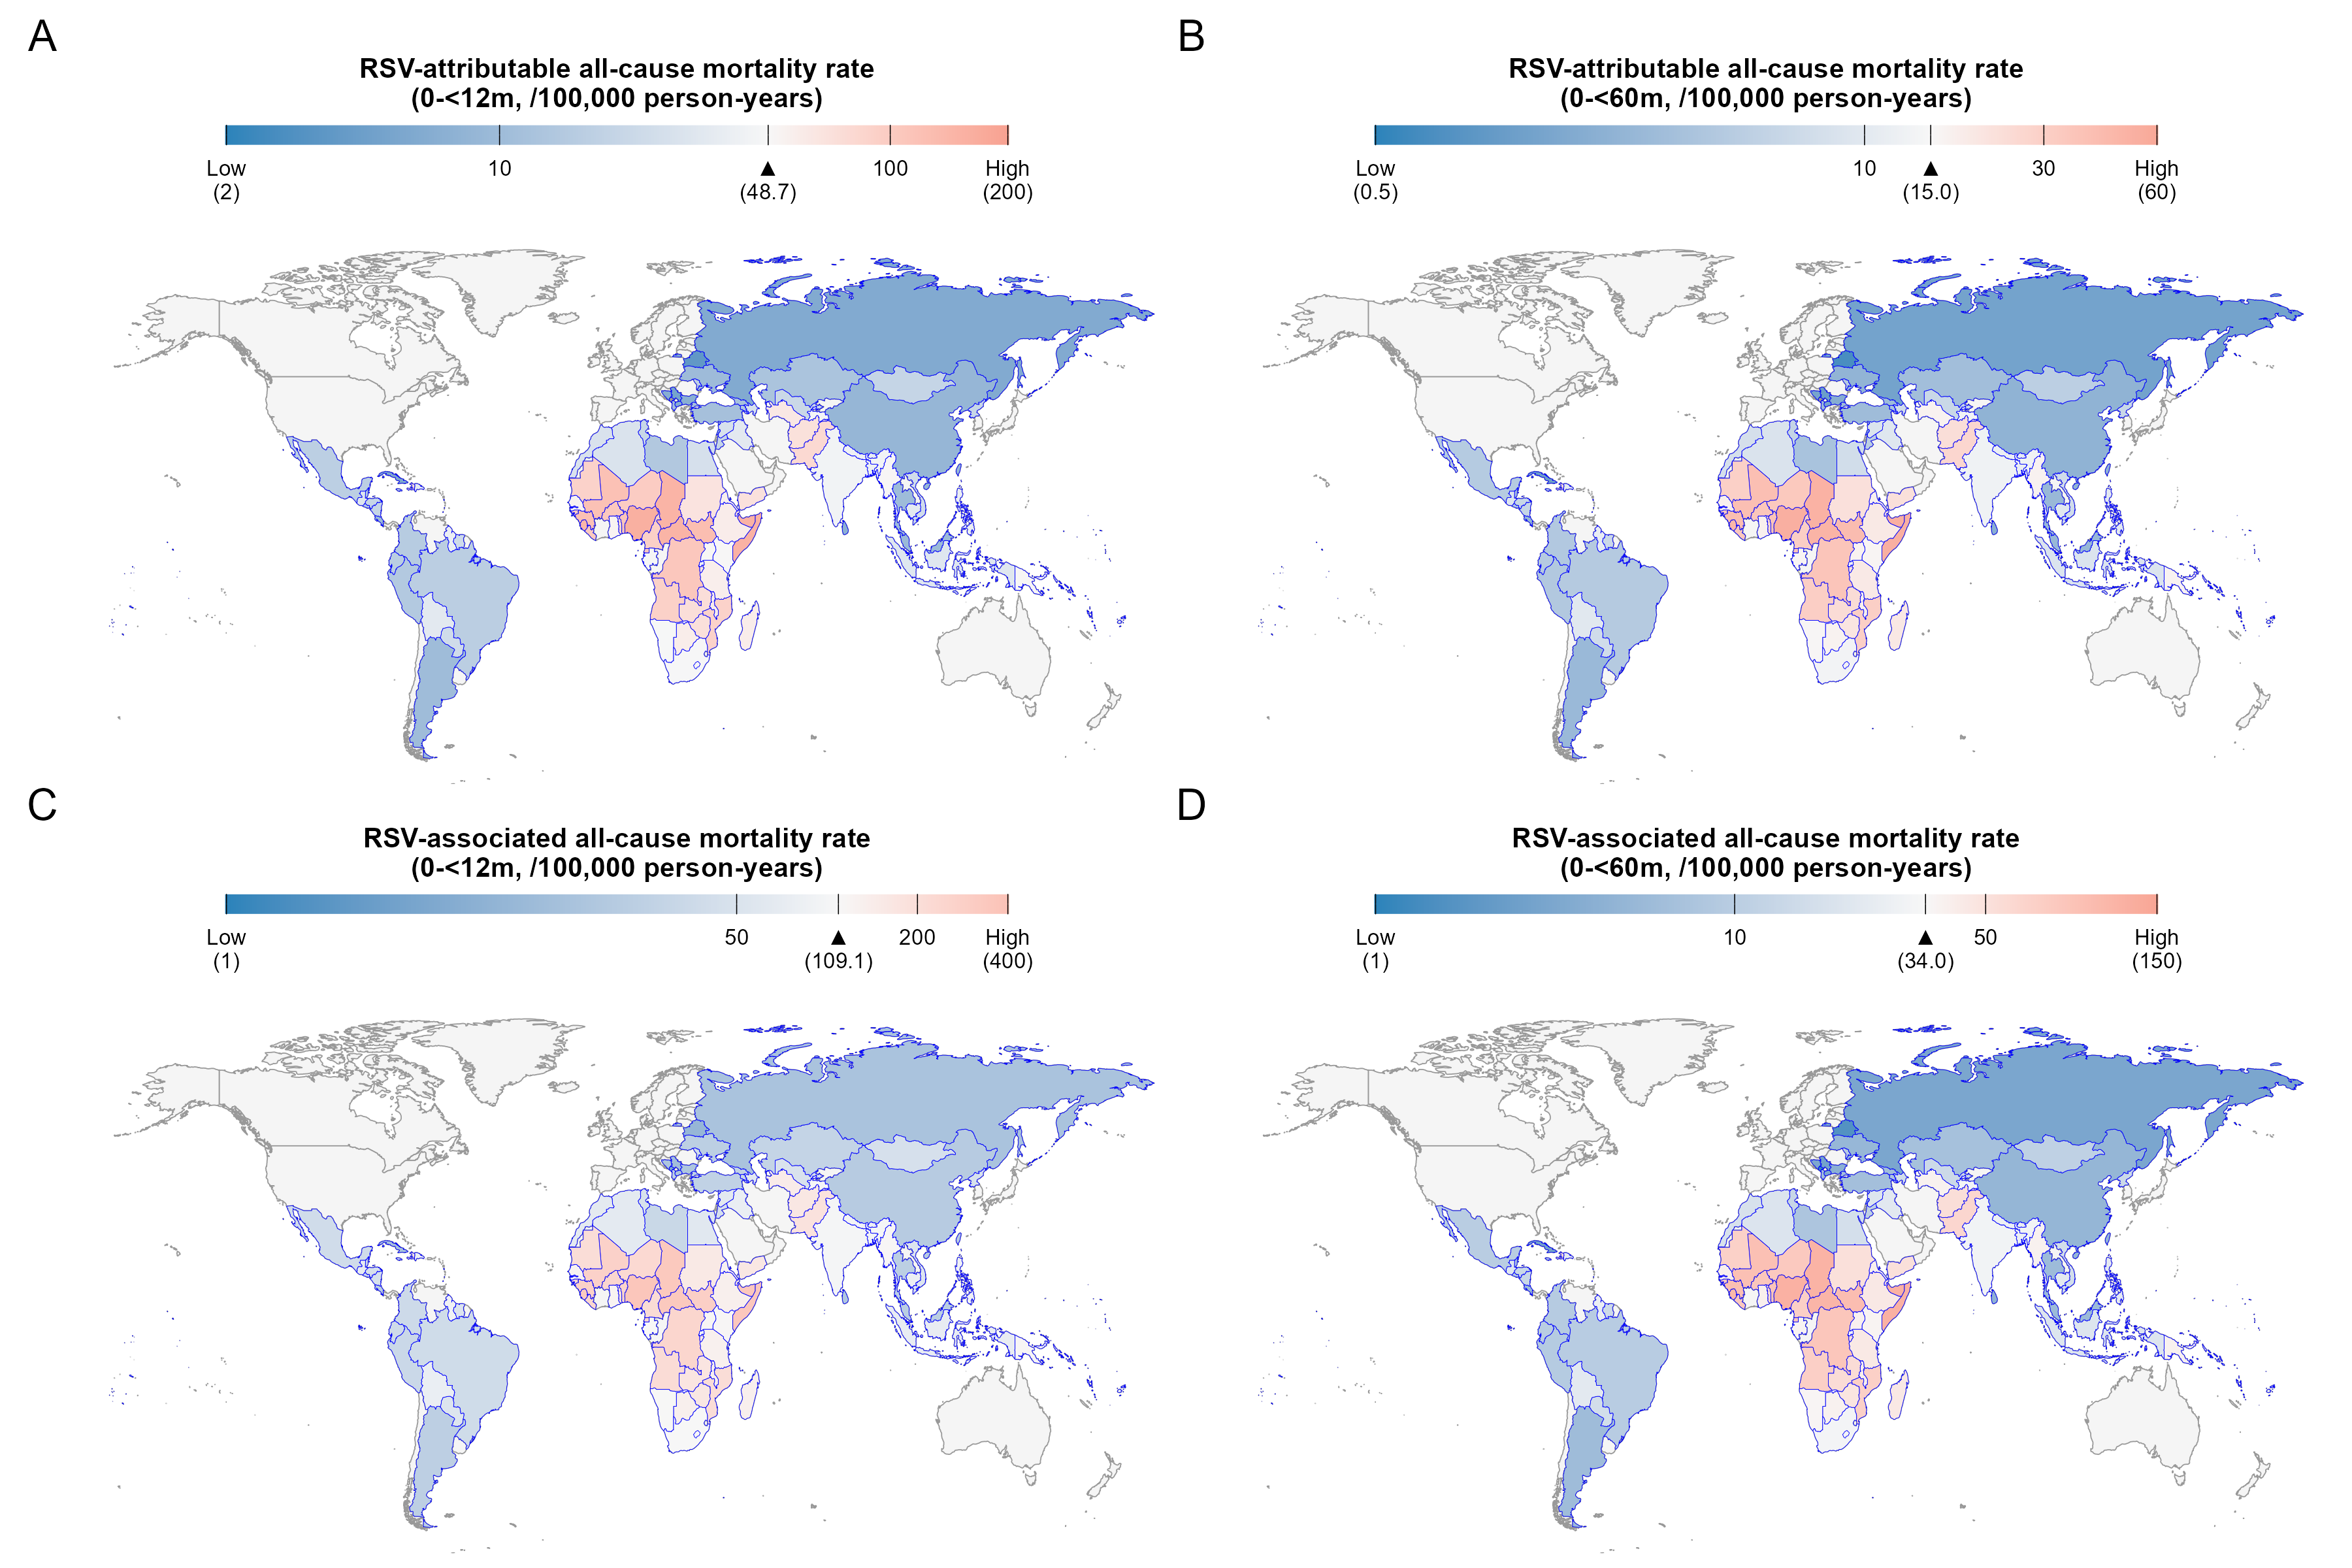 A
RSV-attributable all-cause mortality rate
(0-<12m, /100,000 person-years)
Low 10 ▲ 100 High
(2) (48.7) (200)
B
RSV-attributable all-cause mortality rate
(0-<60m, /100,000 person-years)
Low 10 ▲ 30 High
(0.5) (15.0) (60)
C
RSV-associated all-cause mortality rate
(0-<12m, /100,000 person-years)
Low 50 ▲ 200 High
(1) (109.1) (400)
D
RSV-associated all-cause mortality rate
(0-<60m, /100,000 person-years)
Low 10 ▲ 50 High
(1) (34.0) (150)